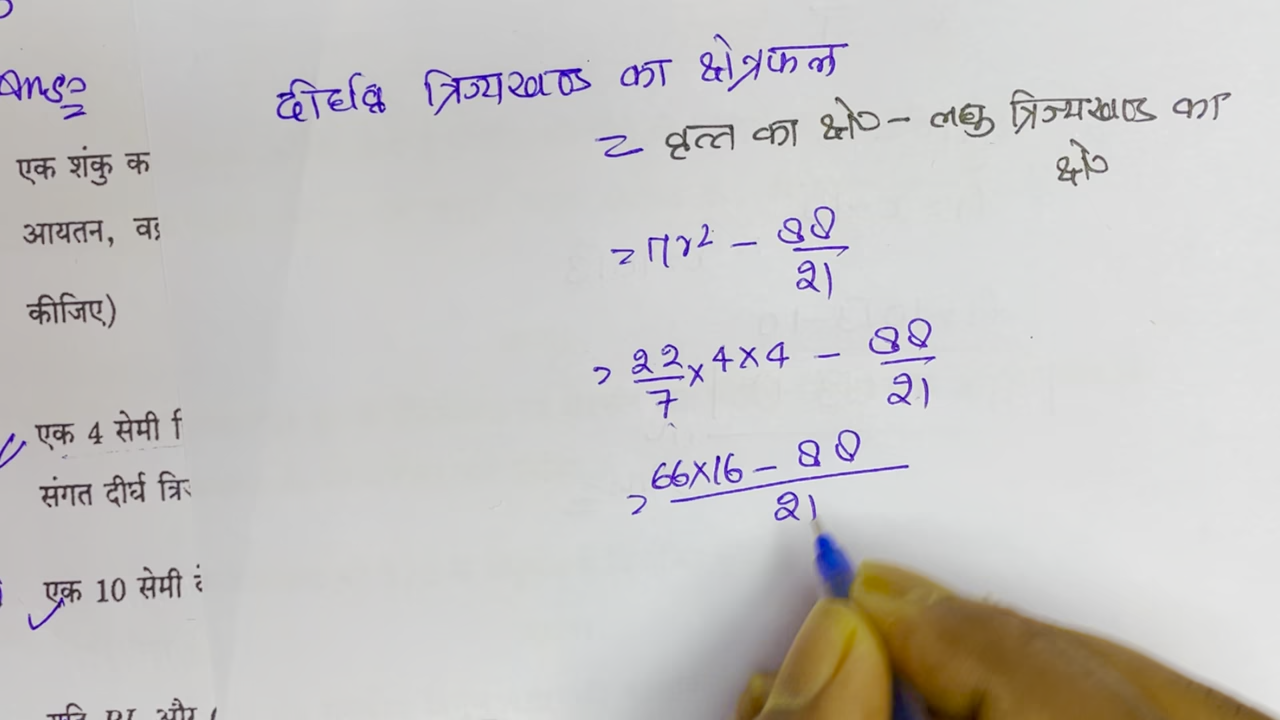 Ans:
दीर्घ त्रिज्यखण्ड का क्षेत्रफल
= वृत्त का क्षे० - लघु त्रिज्यखण्ड का
क्षे०
एक शंकु क
आयतन, व
= πr² - 88/21
कीजिए)
= 22/7 × 4 × 4 - 88/21
एक 4 सेमी f
= 66×16 - 88 / 21
संगत दीर्घ त्रि
एक 10 सेमी
और